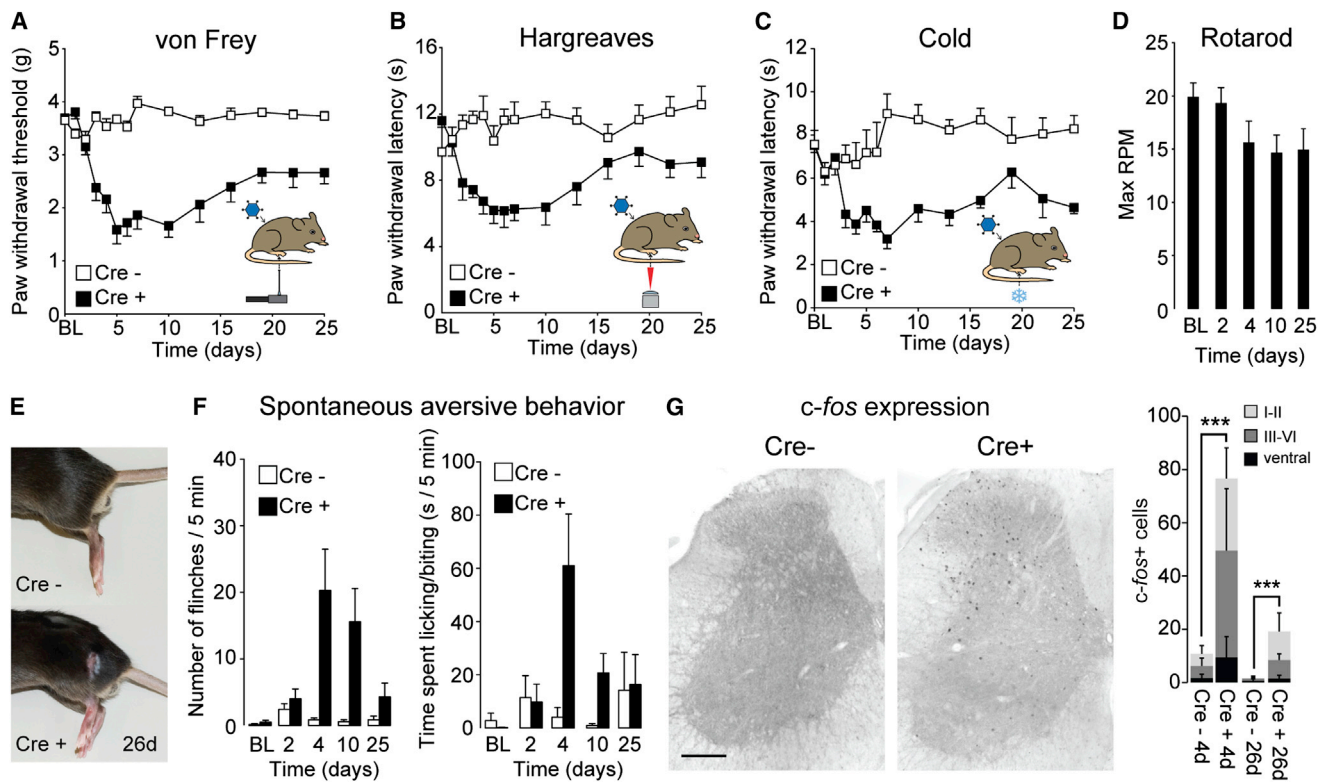 A
von Frey
Paw withdrawal threshold (g)
5
4
3
2
1
0
Cre -
Cre +
BL 5 10 15 20 25
Time (days)
B
Hargreaves
Paw withdrawal latency (s)
16
12
8
4
0
Cre -
Cre +
BL 5 10 15 20 25
Time (days)
C
Cold
Paw withdrawal latency (s)
12
10
8
6
4
2
0
Cre -
Cre +
BL 5 10 15 20 25
Time (days)
D
Rotarod
Max RPM
25
20
15
10
5
0
BL 2 4 10 25
Time (days)
E
Cre -
Cre + 26d
F
Spontaneous aversive behavior
Number of flinches / 5 min
40
30
20
10
0
Cre -
Cre +
BL 2 4 10 25
Time (days)
Time spent licking/biting (s / 5 min)
100
80
60
40
20
0
Cre -
Cre +
BL 2 4 10 25
Time (days)
G
c-fos expression
Cre-
Cre+
c-fos+ cells
100
80
60
40
20
0
I-II
III-VI
ventral
***
***
Cre - 4d
Cre + 4d
Cre - 26d
Cre + 26d